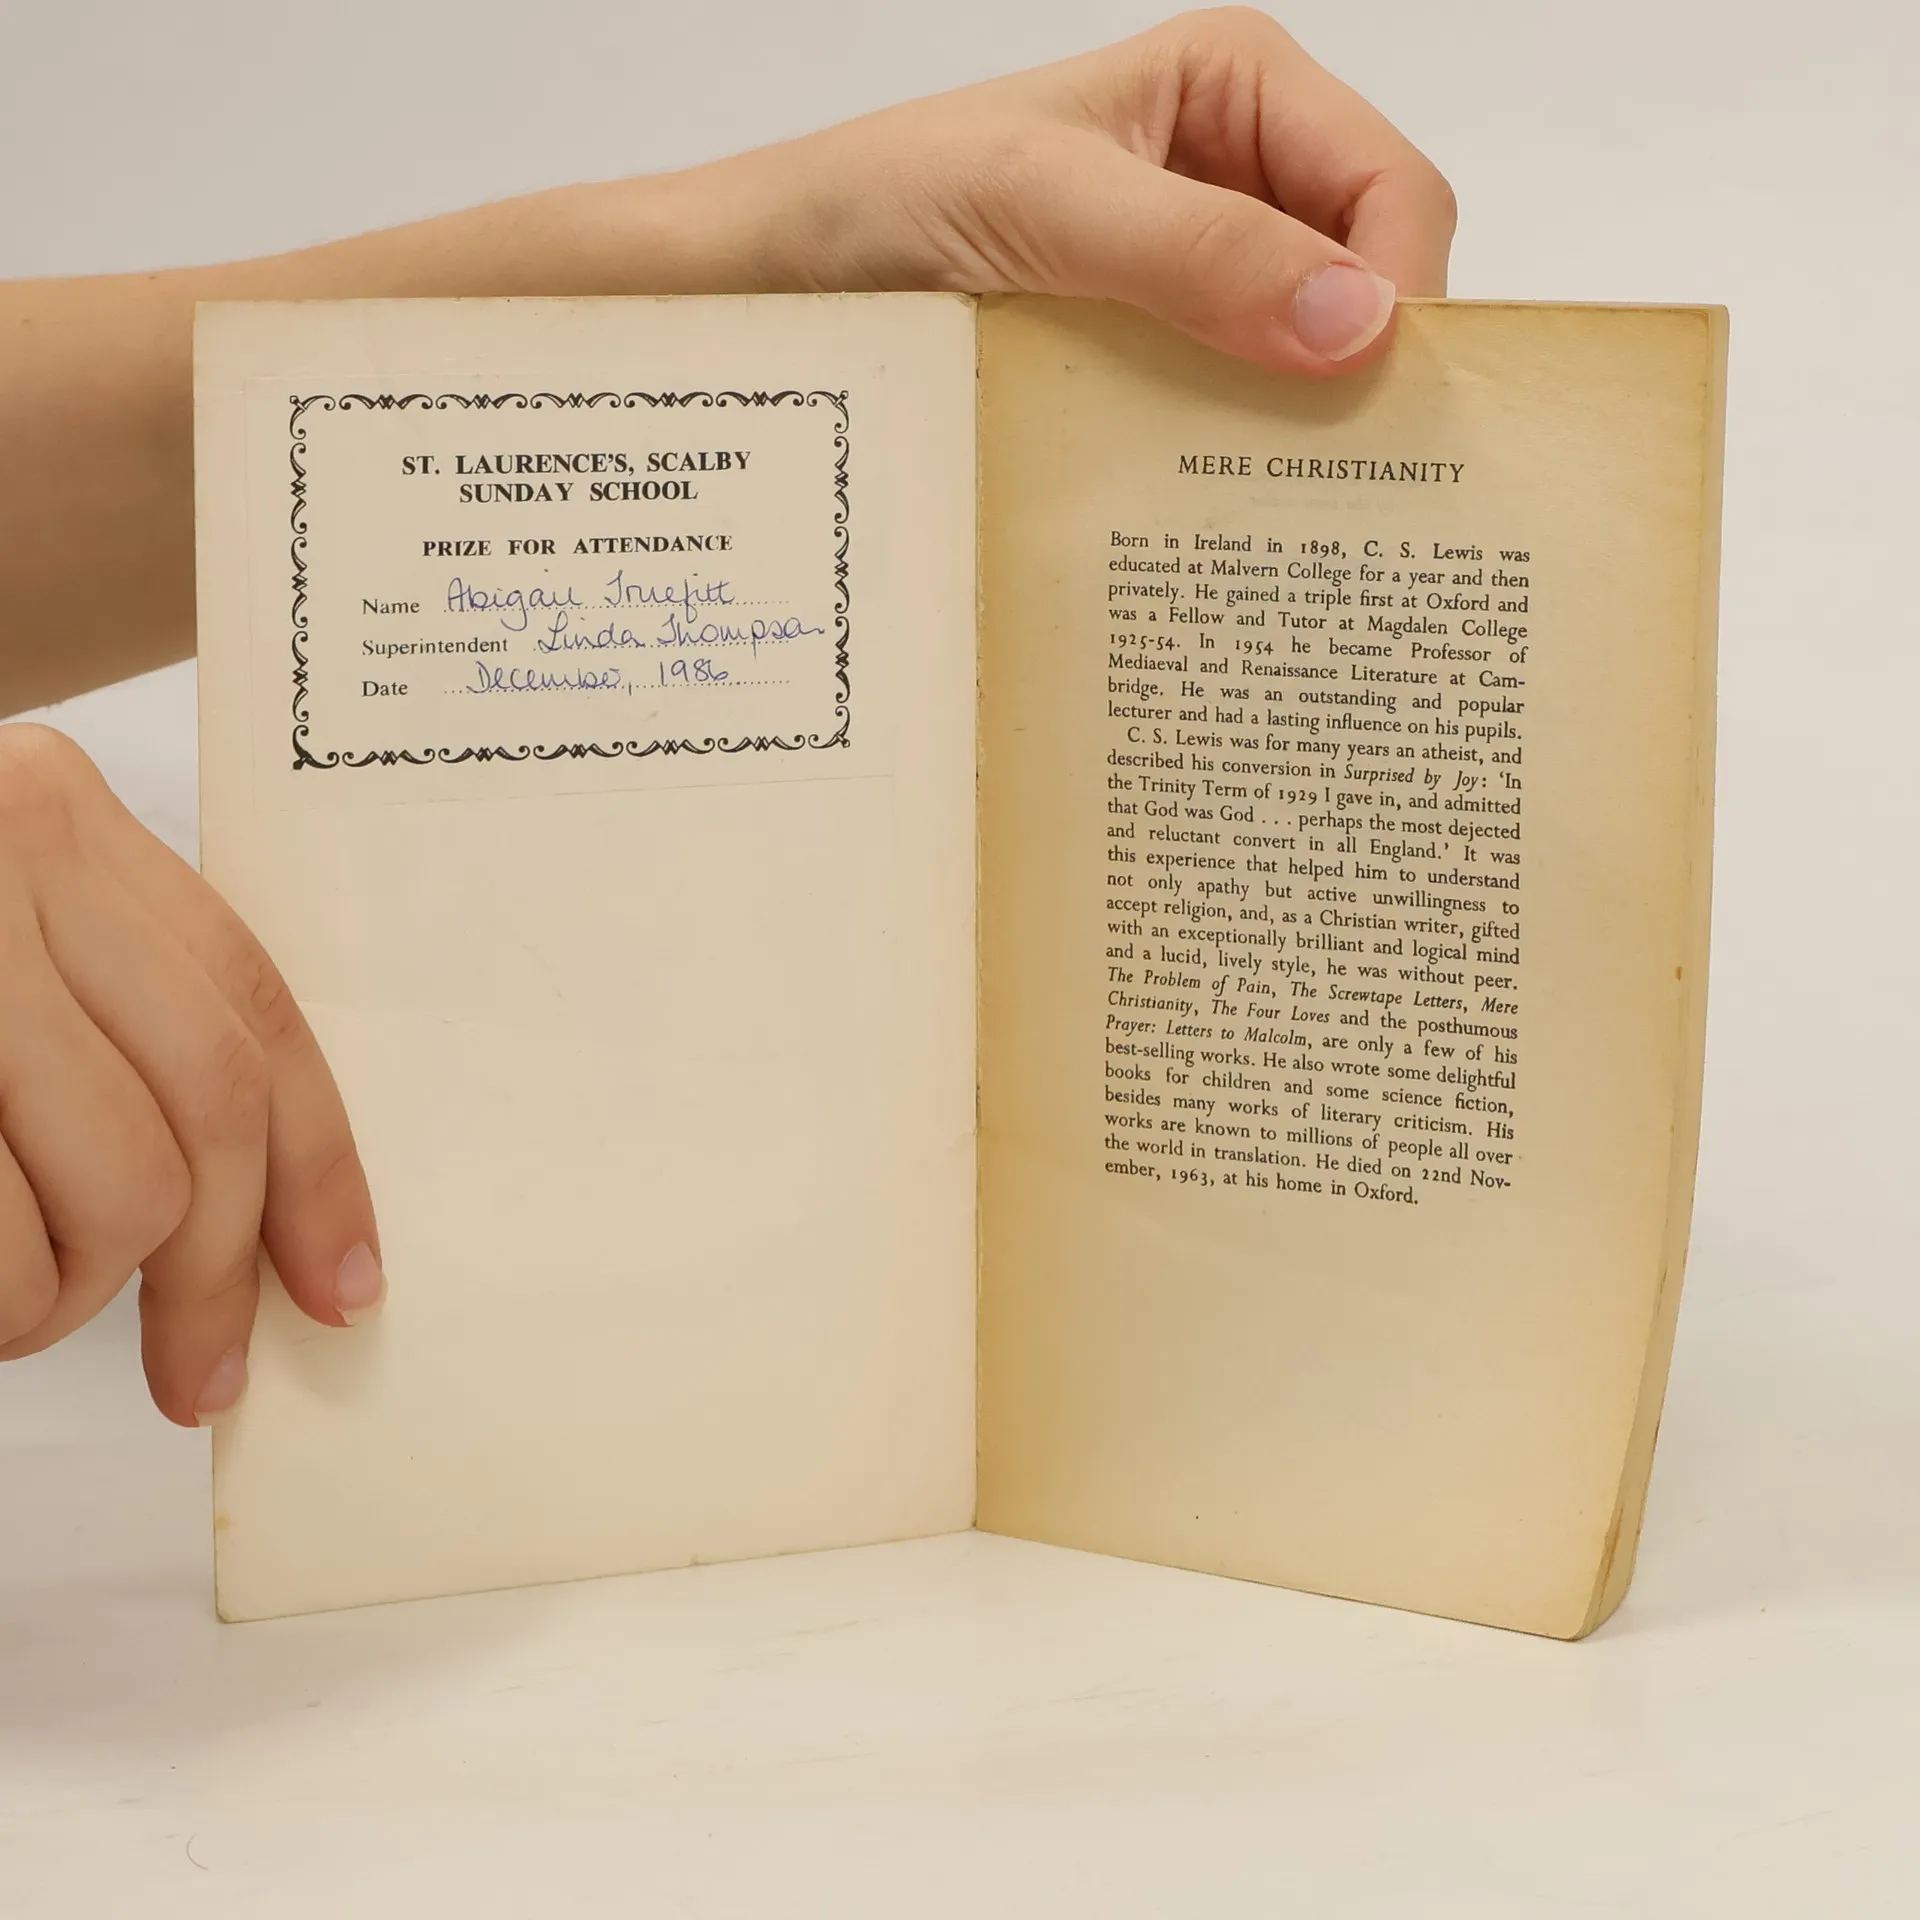 ST. LAURENCE'S, SCALBY
SUNDAY SCHOOL
PRIZE FOR ATTENDANCE
Name Abigail Truefitt
Superintendent Linda Thompson
Date December, 1986
MERE CHRISTIANITY
Born in Ireland in 1898, C. S. Lewis was
educated at Malvern College for a year and then
privately. He gained a triple first at Oxford and
was a Fellow and Tutor at Magdalen College
1925-54. In 1954 he became Professor of
Mediaeval and Renaissance Literature at Cam-
bridge. He was an outstanding and popular
lecturer and had a lasting influence on his pupils.
C. S. Lewis was for many years an atheist, and
described his conversion in Surprised by Joy: 'In
the Trinity Term of 1929 I gave in, and admitted
that God was God . . . perhaps the most dejected
and reluctant convert in all England.' It was
this experience that helped him to understand
not only apathy but active unwillingness to
accept religion, and, as a Christian writer, gifted
with an exceptionally brilliant and logical mind
and a lucid, lively style, he was without peer.
The Problem of Pain, The Screwtape Letters, Mere
Christianity, The Four Loves and the posthumous
Prayer: Letters to Malcolm, are only a few of his
best-selling works. He also wrote some delightful
books for children and some science fiction,
besides many works of literary criticism. His
works are known to millions of people all over
the world in translation. He died on 22nd Nov-
ember, 1963, at his home in Oxford.